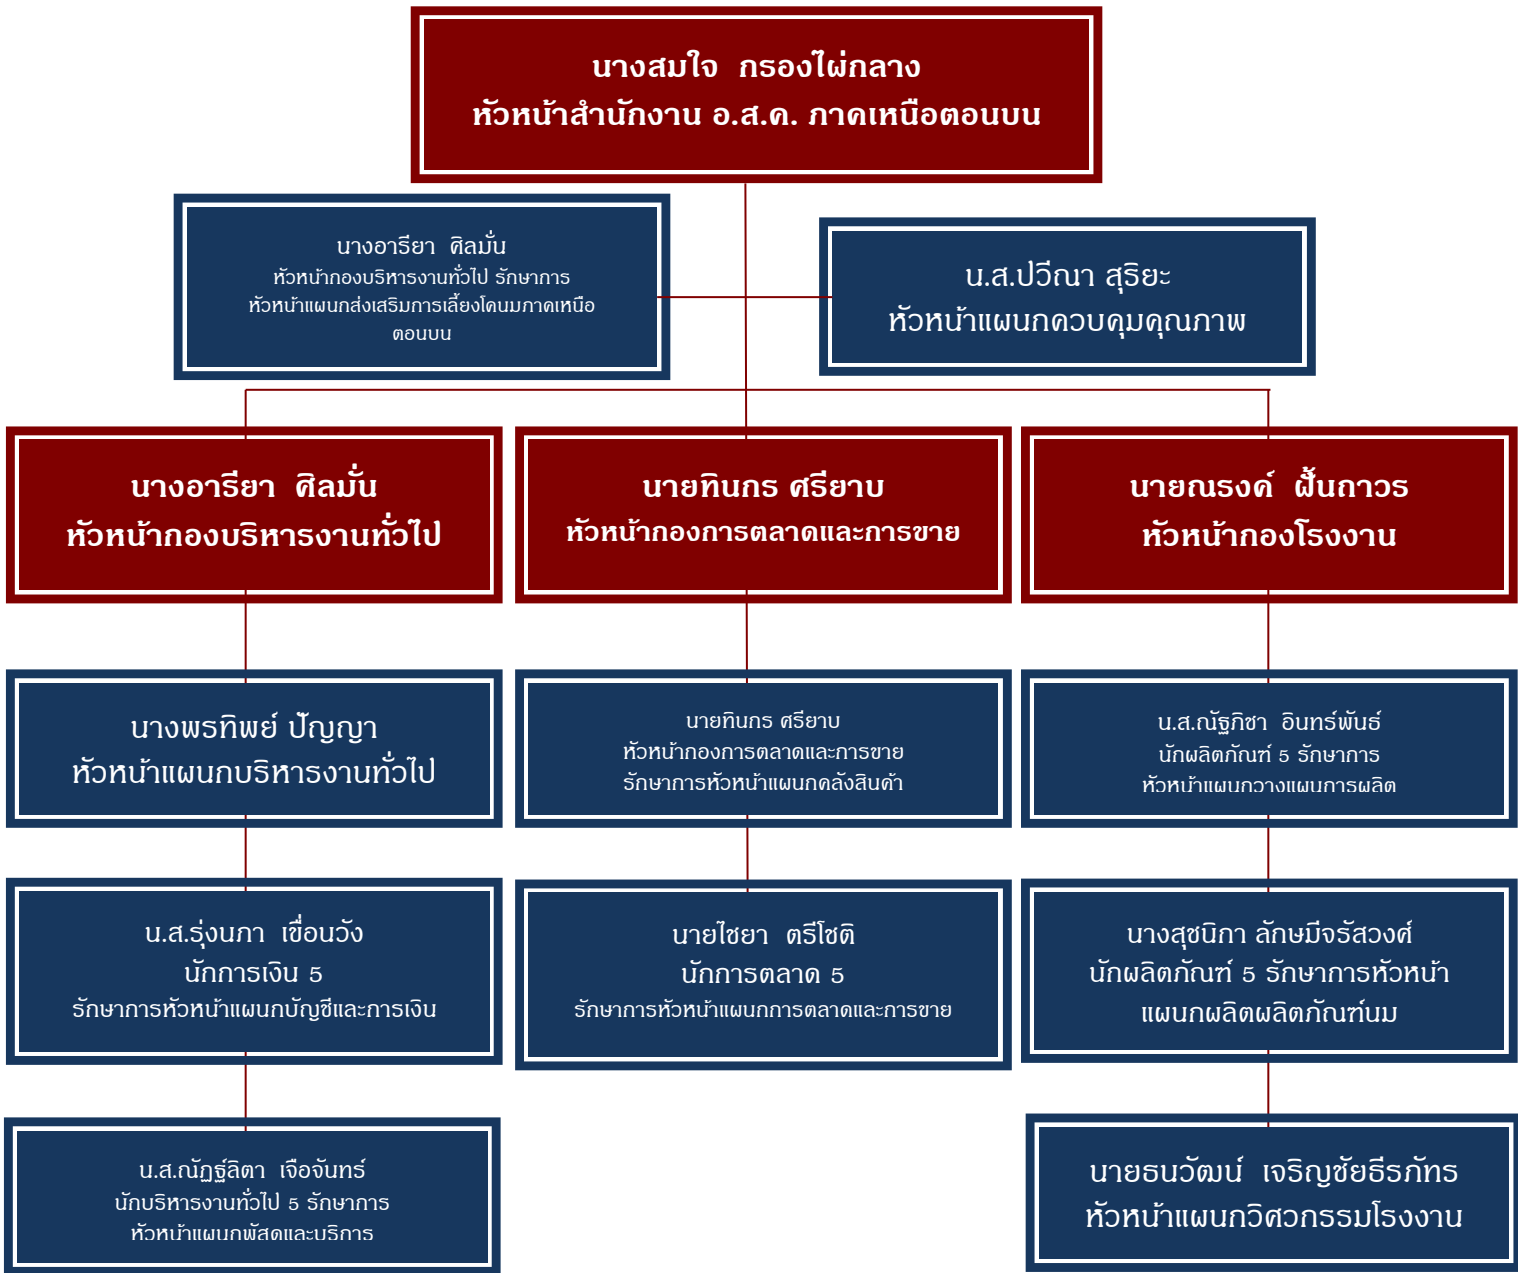 นางสมใจ  กรองไผ่กลาง
หัวหน้าสำนักงาน อ.ส.ค. ภาคเหนือตอนบน
นางอารียา  ศิลมั่น
หัวหน้ากองบริหารงานทั่วไป รักษาการ
หัวหน้าแผนกส่งเสริมการเลี้ยงโคนมภาคเหนือ
ตอนบน
น.ส.ปวีณา สุริยะ
หัวหน้าแผนกควบคุมคุณภาพ
นางอารียา  ศิลมั่น
หัวหน้ากองบริหารงานทั่วไป
นายทินกร ศรียาบ
หัวหน้ากองการตลาดและการขาย
นายณรงค์  ฝั้นถาวร
หัวหน้ากองโรงงาน
นางพรทิพย์ ปัญญา
หัวหน้าแผนกบริหารงานทั่วไป
นายทินกร ศรียาบ
หัวหน้ากองการตลาดและการขาย
รักษาการหัวหน้าแผนกคลังสินค้า
น.ส.ณัฐภิชา  อินทร์พันธ์
นักผลิตภัณฑ์ 5 รักษาการ
หัวหน้าแผนกวางแผนการผลิต
น.ส.รุ่งนภา  เขื่อนวัง
นักการเงิน 5
รักษาการหัวหน้าแผนกบัญชีและการเงิน
นายไชยา  ตรีโชติ
นักการตลาด 5
รักษาการหัวหน้าแผนกการตลาดและการขาย
นางสุชนิกา ลักษมีจรัสวงศ์
นักผลิตภัณฑ์ 5 รักษาการหัวหน้า
แผนกผลิตผลิตภัณฑ์นม
น.ส.ณัฏฐ์ลิตา  เจือจันทร์
นักบริหารงานทั่วไป 5 รักษาการ
หัวหน้าแผนกพัสดุและบริการ
นายธนวัฒน์  เจริญชัยธีรภัทร
หัวหน้าแผนกวิศวกรรมโรงงาน